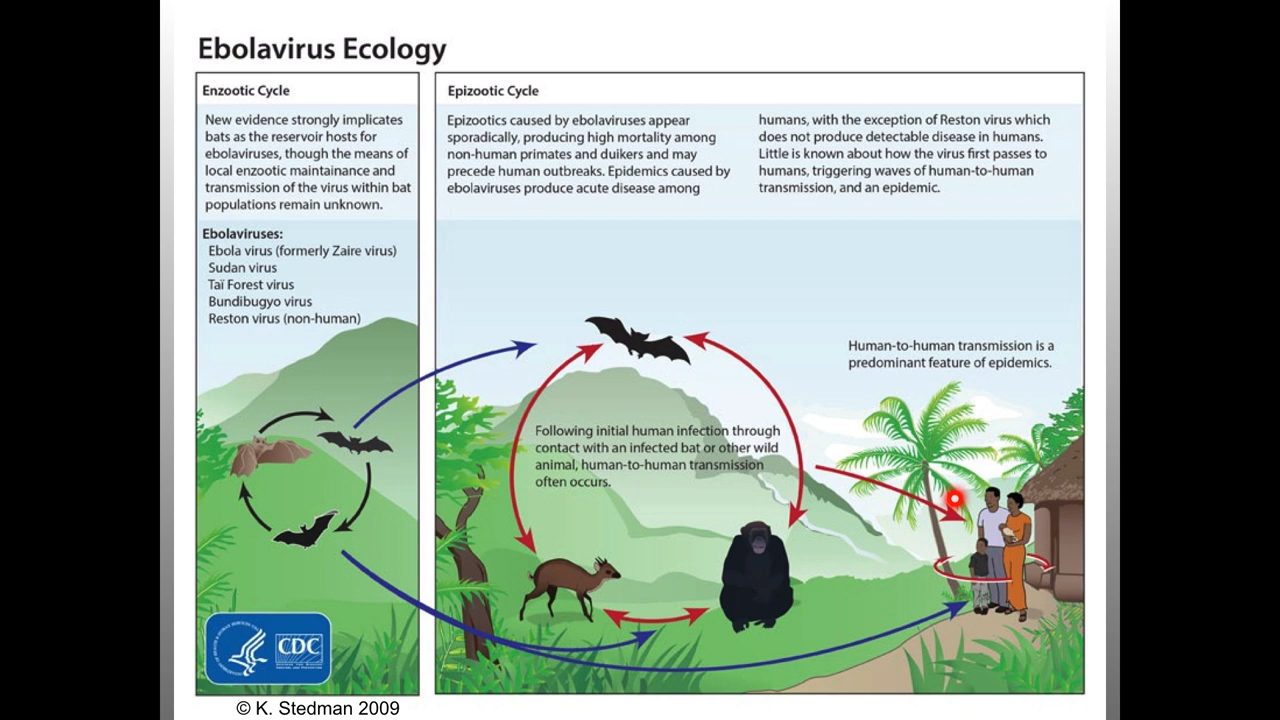 Ebolavirus Ecology
Enzootic Cycle
New evidence strongly implicates
bats as the reservoir hosts for
ebolaviruses, though the means of
local enzootic maintainance and
transmission of the virus within bat
populations remain unknown.
Ebolaviruses:
Ebola virus (formerly Zaire virus)
Sudan virus
Taï Forest virus
Bundibugyo virus
Reston virus (non-human)
Epizootic Cycle
Epizootics caused by ebolaviruses appear
sporadically, producing high mortality among
non-human primates and duikers and may
precede human outbreaks. Epidemics caused by
ebolaviruses produce acute disease among
humans, with the exception of Reston virus which
does not produce detectable disease in humans.
Little is known about how the virus first passes to
humans, triggering waves of human-to-human
transmission, and an epidemic.
Human-to-human transmission is a
predominant feature of epidemics.
Following initial human infection through
contact with an infected bat or other wild
animal, human-to-human transmission
often occurs.
CDC
© K. Stedman 2009